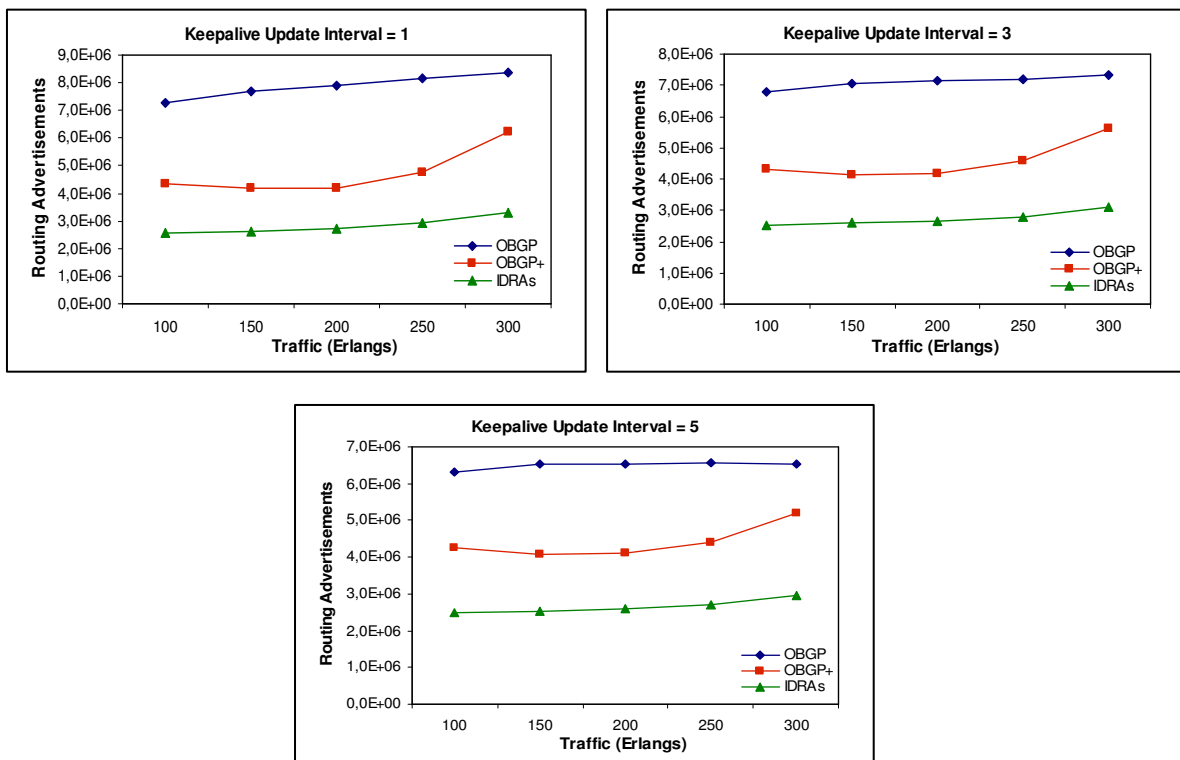 Keepalive Update Interval = 1
Routing Advertisements
9,0E+06
8,0E+06
7,0E+06
6,0E+06
5,0E+06
4,0E+06
3,0E+06
2,0E+06
1,0E+06
0,0E+00
OBGP
OBGP+
IDRAs
100 150 200 250 300
Traffic (Erlangs)
Keepalive Update Interval = 3
Routing Advertisements
8,0E+06
7,0E+06
6,0E+06
5,0E+06
4,0E+06
3,0E+06
2,0E+06
1,0E+06
0,0E+00
OBGP
OBGP+
IDRAs
100 150 200 250 300
Traffic (Erlangs)
Keepalive Update Interval = 5
Routing Advertisements
7,0E+06
6,0E+06
5,0E+06
4,0E+06
3,0E+06
2,0E+06
1,0E+06
0,0E+00
OBGP
OBGP+
IDRAs
100 150 200 250 300
Traffic (Erlangs)